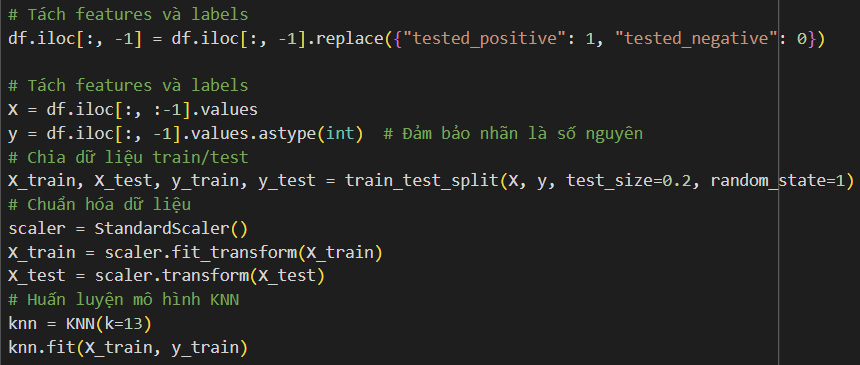 # Tách features và labels
df.iloc[:, -1] = df.iloc[:, -1].replace({"tested_positive": 1, "tested_negative": 0})
# Tách features và labels
X = df.iloc[:, :-1].values
y = df.iloc[:, -1].values.astype(int)  # Đảm bảo nhãn là số nguyên
# Chia dữ liệu train/test
X_train, X_test, y_train, y_test = train_test_split(X, y, test_size=0.2, random_state=1)
# Chuẩn hóa dữ liệu
scaler = StandardScaler()
X_train = scaler.fit_transform(X_train)
X_test = scaler.transform(X_test)
# Huấn luyện mô hình KNN
knn = KNN(k=13)
knn.fit(X_train, y_train)